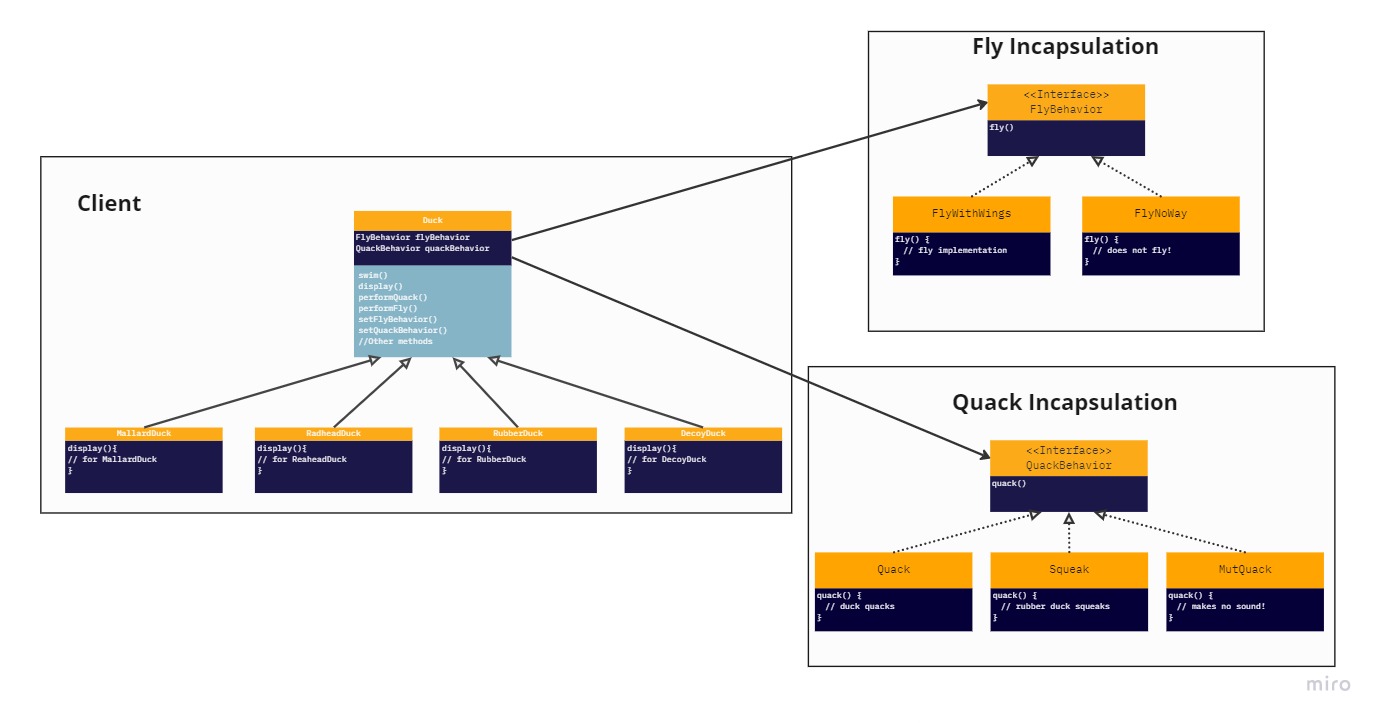 Fly Incapsulation
<<Interface>>
FlyBehavior
fly()
FlyWithWings
fly() {
// fly implementation
}
FlyNoWay
fly() {
// does not fly!
}
Client
Duck
FlyBehavior flyBehavior
QuackBehavior quackBehavior
swim()
display()
performQuack()
performFly()
setFlyBehavior()
setQuackBehavior()
//Other methods
MallardDuck
display(){
// for MallardDuck
}
RadheadDuck
display(){
// for ReaheadDuck
}
RubberDuck
display(){
// for RubberDuck
}
DecoyDuck
display(){
// for DecoyDuck
}
Quack Incapsulation
<<Interface>>
QuackBehavior
quack()
Quack
quack() {
// duck quacks
}
Squeak
quack() {
// rubber duck squeaks
}
MutQuack
quack() {
// makes no sound!
}
miro